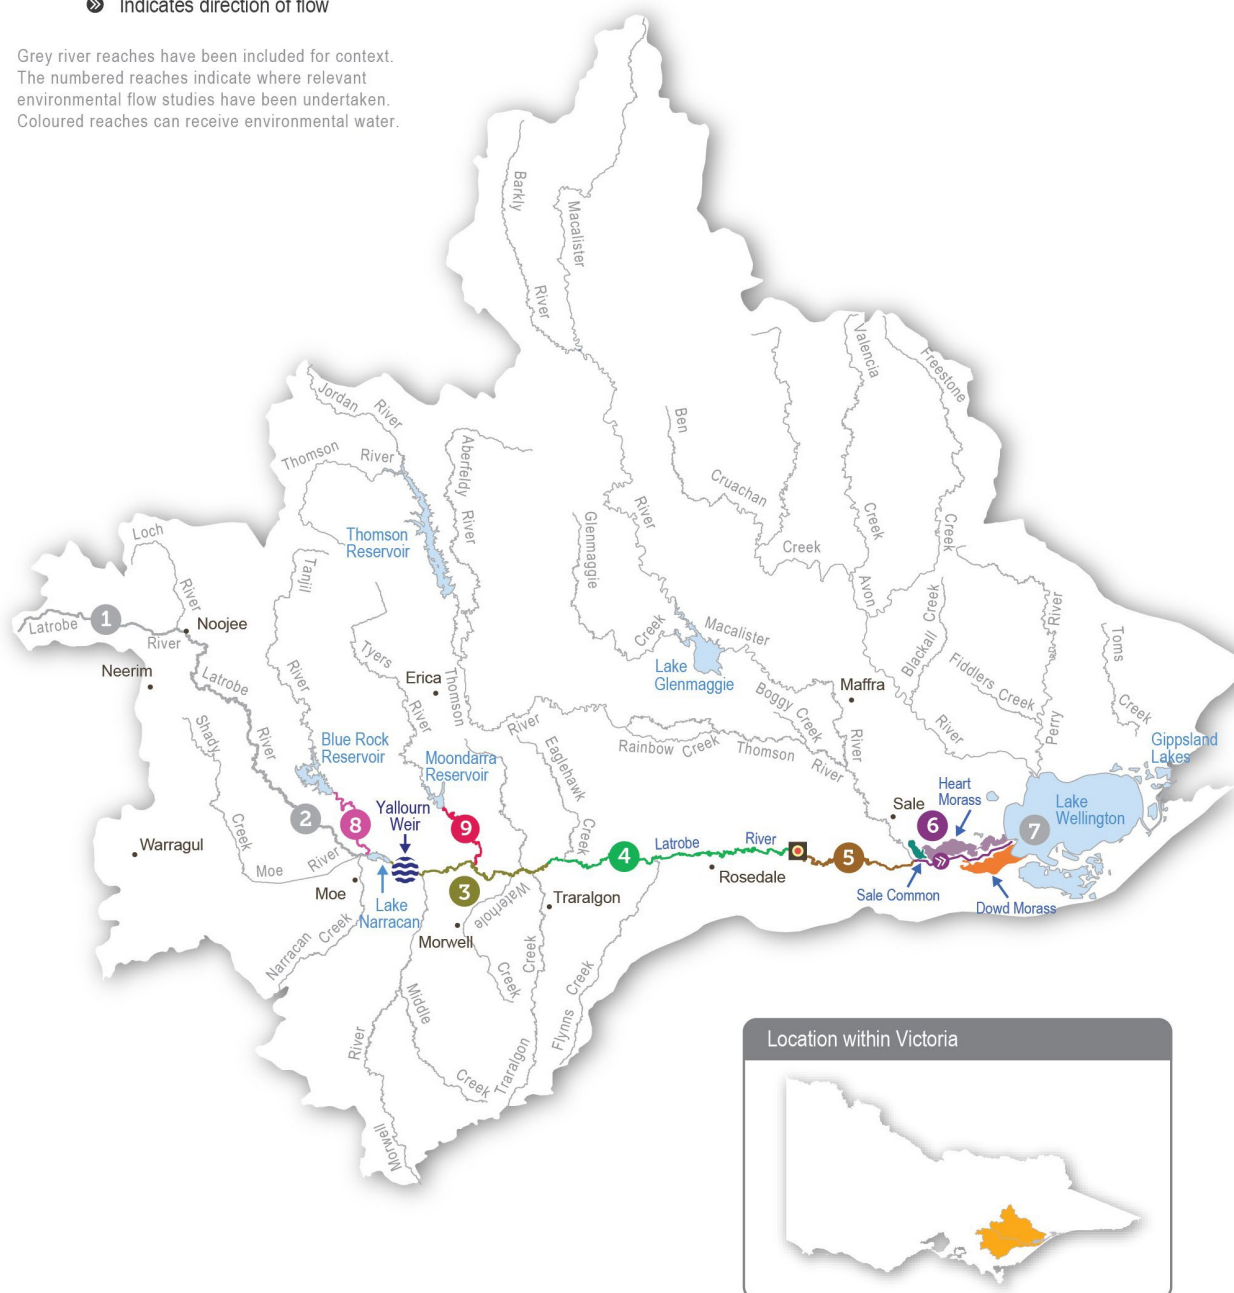 Indicates direction of flow
Grey river reaches have been included for context.
The numbered reaches indicate where relevant
environmental flow studies have been undertaken.
Coloured reaches can receive environmental water.
Barkly
River
Macalister
Jordan
River
Thomson
River
Aberfeldy
River
Thomson
Reservoir
Ben
Cruachan
Creek
Valencia
Creek
Freestone
Creek
River
Glenmaggie
Creek
Loch
River
Tanjil
River
1
Latrobe
River
Noojee
Neerim
Latrobe
River
Tyers
River
Erica
Thomson
River
Macalister
Lake
Glenmaggie
Boggy Creek
Maffra
River
Avon
River
Blackall Creek
Fiddlers Creek
Perry
River
Toms
Creek
Gippsland
Lakes
Shady
Creek
Blue Rock
Reservoir
Moondarra
Reservoir
Eaglehawk
Creek
Rainbow Creek
Thomson
River
Heart
Morass
Sale
Lake
Wellington
2
8
Yallourn
Weir
9
6
7
Warragul
Moe
River
Moe
Lake
Narracan
3
4
Latrobe
River
5
Rosedale
Sale Common
Dowd Morass
Traralgon
Waterhole
Creek
Morwell
Narracan
Creek
Middle
Creek
Traralgon
Creek
Flynns
Creek
River
Morwell
Location within Victoria